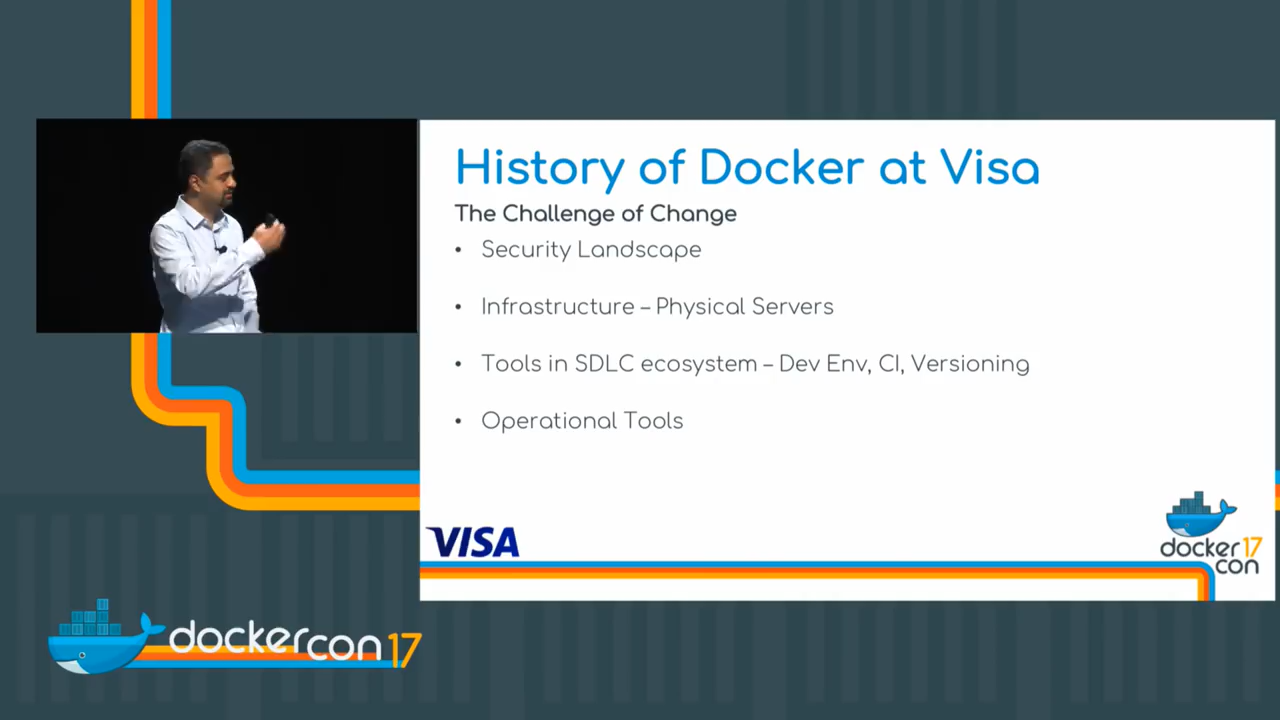 History of Docker at Visa
The Challenge of Change
• Security Landscape
• Infrastructure – Physical Servers
• Tools in SDLC ecosystem – Dev Env, CI, Versioning
• Operational Tools
VISA
docker 17
con
dockercon 17